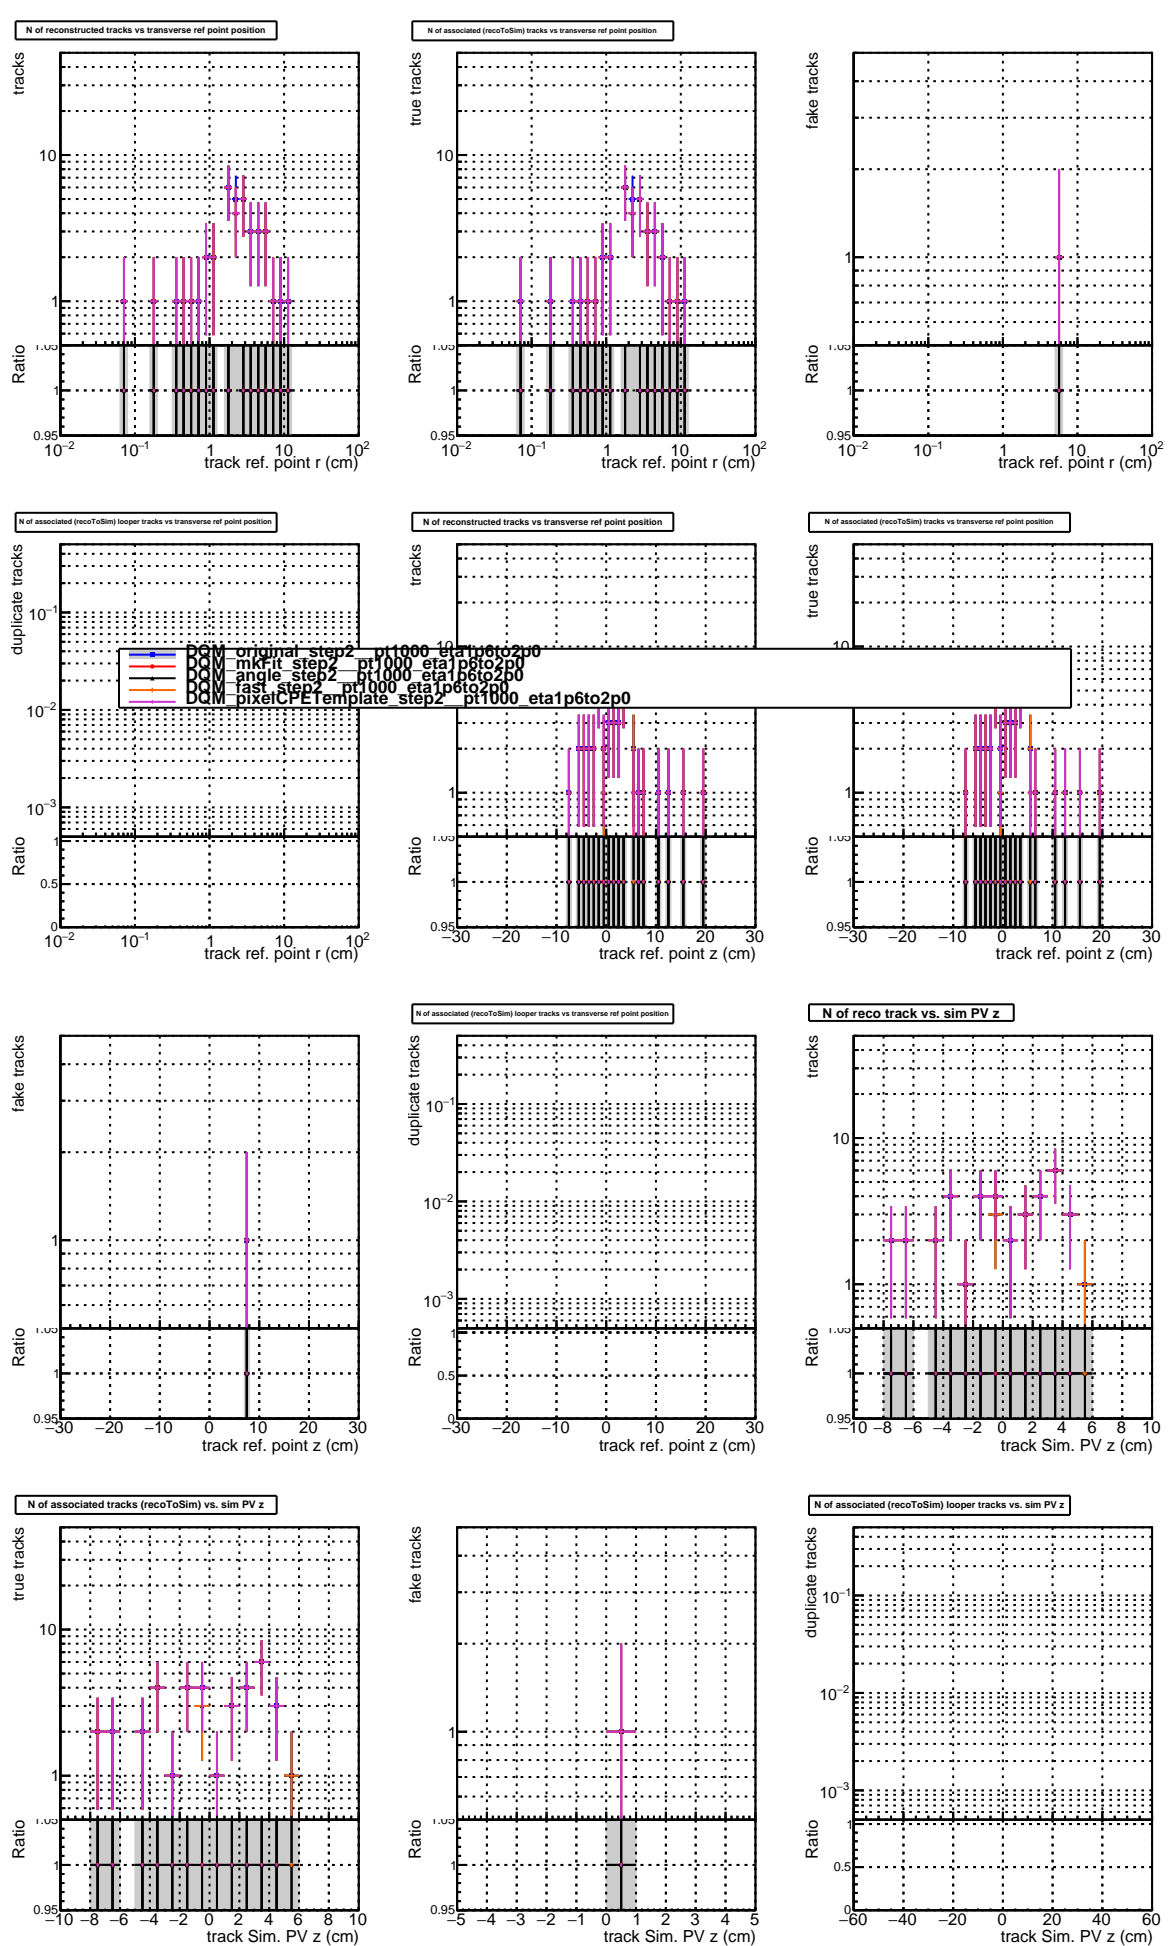 N of reconstructed tracks vs transverse ref point position
tracks
10
1
Ratio
1.05
1
0.95
10−2 10−1 1 10 102
track ref. point r (cm)
N of associated (recoToSim) tracks vs transverse ref point position
true tracks
10
1
Ratio
1.05
1
0.95
10−2 10−1 1 10 102
track ref. point r (cm)
fake tracks
1
Ratio
1.05
1
0.95
10−2 10−1 1 10 102
track ref. point r (cm)
N of associated (recoToSim) looper tracks vs transverse ref point position
duplicate tracks
10−1
10−2
10−3
Ratio
1
0.5
0
10−2 10−1 1 10 102
track ref. point r (cm)
N of reconstructed tracks vs transverse ref point position
tracks
10
1
Ratio
1.05
1
0.95
−30 −20 −10 0 10 20 30
track ref. point z (cm)
N of associated (recoToSim) tracks vs transverse ref point position
true tracks
10
1
Ratio
1.05
1
0.95
−30 −20 −10 0 10 20 30
track ref. point z (cm)
DQM_original_step2__pt1000_eta1p6to2p0
DQM_mkFit_step2__pt1000_eta1p6to2p0
DQM_angle_step2__pt1000_eta1p6to2p0
DQM_fast_step2__pt1000_eta1p6to2p0
DQM_pixelCPETemplate_step2__pt1000_eta1p6to2p0
fake tracks
1
Ratio
1.05
1
0.95
−30 −20 −10 0 10 20 30
track ref. point z (cm)
N of associated (recoToSim) looper tracks vs transverse ref point position
duplicate tracks
10−1
10−2
10−3
Ratio
1
0.5
0
−30 −20 −10 0 10 20 30
track ref. point z (cm)
N of reco track vs. sim PV z
tracks
10
1
Ratio
1.05
1
0.95
−10 −8 −6 −4 −2 0 2 4 6 8 10
track Sim. PV z (cm)
N of associated tracks (recoToSim) vs. sim PV z
true tracks
10
1
Ratio
1.05
1
0.95
−10 −8 −6 −4 −2 0 2 4 6 8 10
track Sim. PV z (cm)
fake tracks
1
Ratio
1.05
1
0.95
−5 −4 −3 −2 −1 0 1 2 3 4 5
track Sim. PV z (cm)
N of associated (recoToSim) looper tracks vs. sim PV z
duplicate tracks
10−1
10−2
10−3
Ratio
1
0.5
0
−60 −40 −20 0 20 40 60
track Sim. PV z (cm)